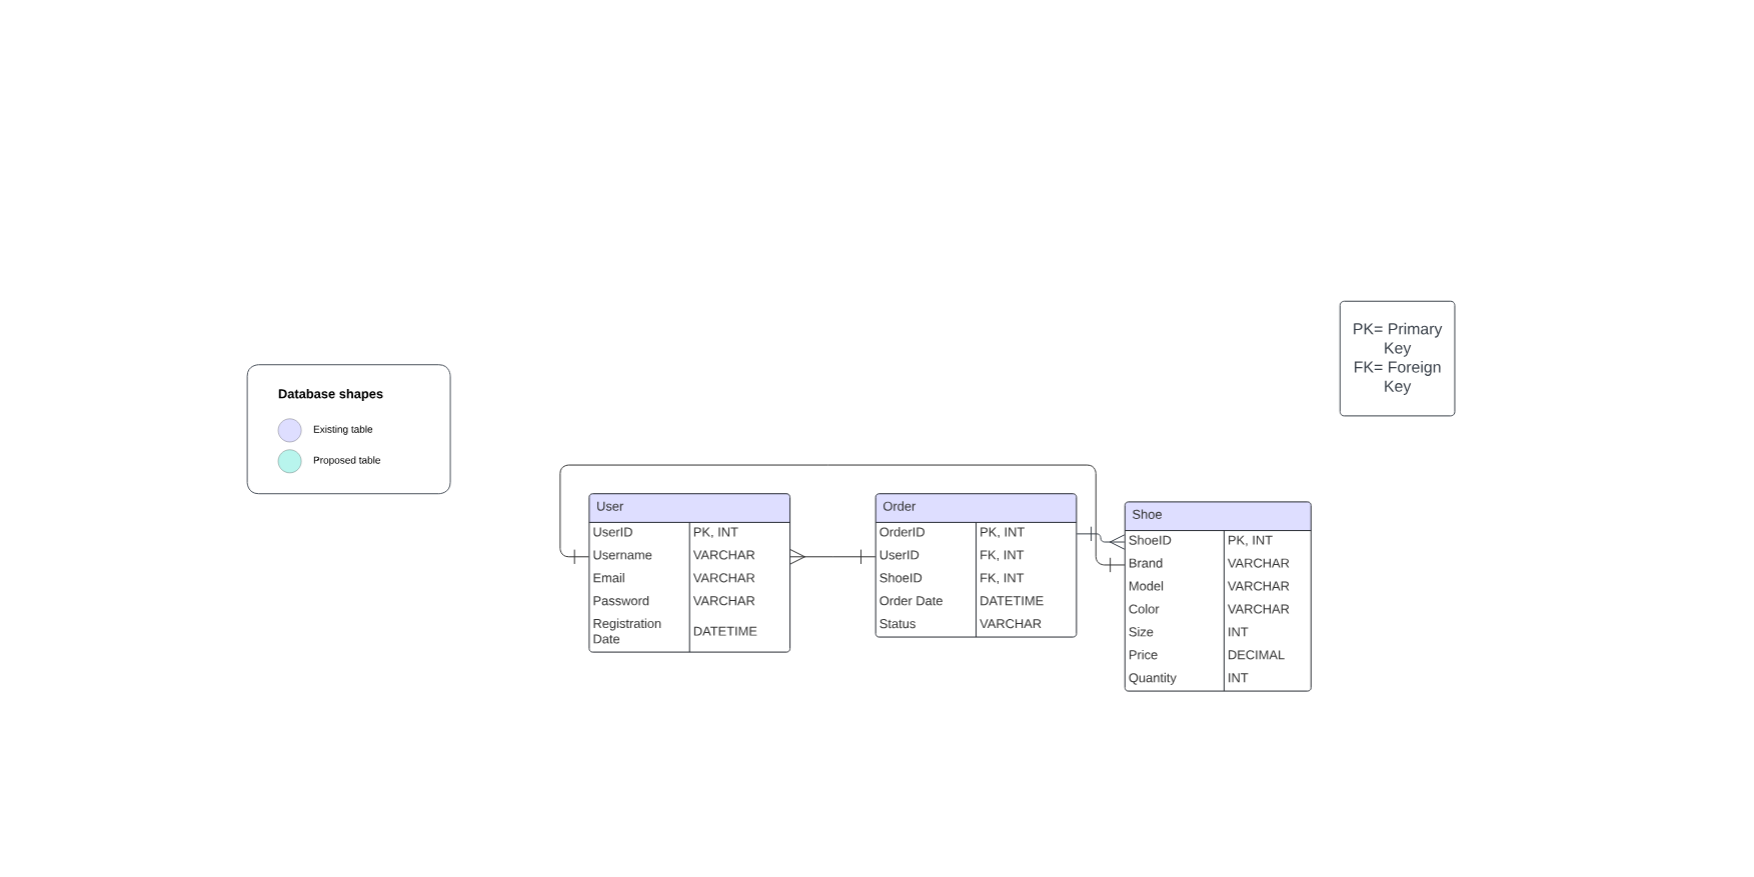 PK= Primary
Key
FK= Foreign
Key
Database shapes
Existing table
Proposed table
User
UserID PK, INT
Username VARCHAR
Email VARCHAR
Password VARCHAR
Registration
Date DATETIME
Order
OrderID PK, INT
UserID FK, INT
ShoeID FK, INT
Order Date DATETIME
Status VARCHAR
Shoe
ShoeID PK, INT
Brand VARCHAR
Model VARCHAR
Color VARCHAR
Size INT
Price DECIMAL
Quantity INT